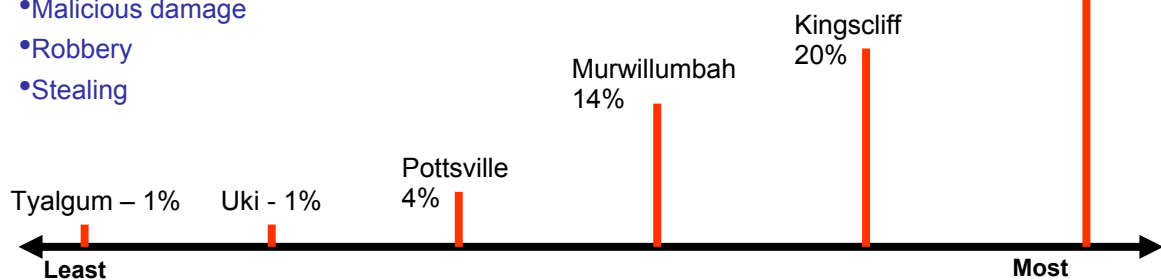 •Malicious damage
•Robbery
•Stealing
Kingscliff
20%
Murwillumbah
14%
Pottsville
4%
Tyalgum – 1%
Uki - 1%
Least
Most